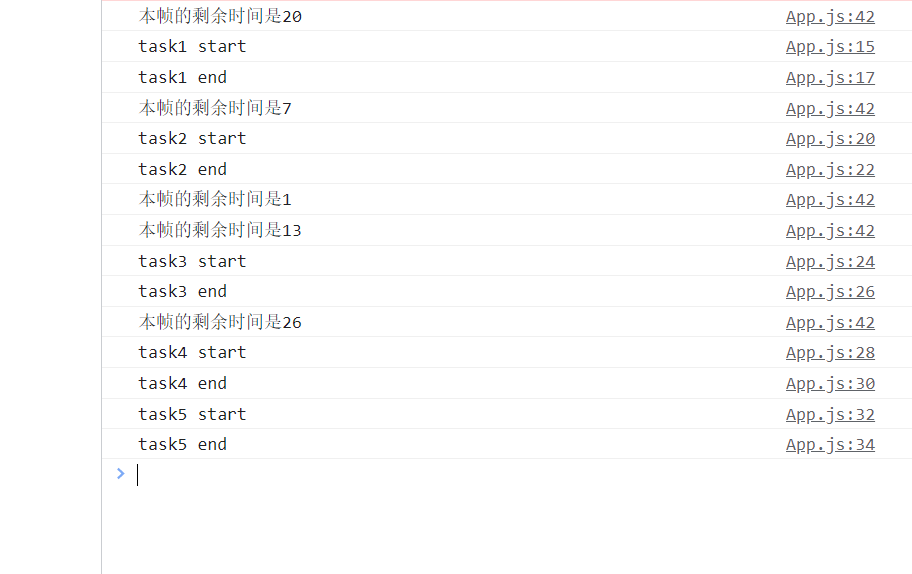 本帧的剩余时间是20 App.js:42
task1 start App.js:15
task1 end App.js:17
本帧的剩余时间是7 App.js:42
task2 start App.js:20
task2 end App.js:22
本帧的剩余时间是1 App.js:42
本帧的剩余时间是13 App.js:42
task3 start App.js:24
task3 end App.js:26
本帧的剩余时间是26 App.js:42
task4 start App.js:28
task4 end App.js:30
task5 start App.js:32
task5 end App.js:34